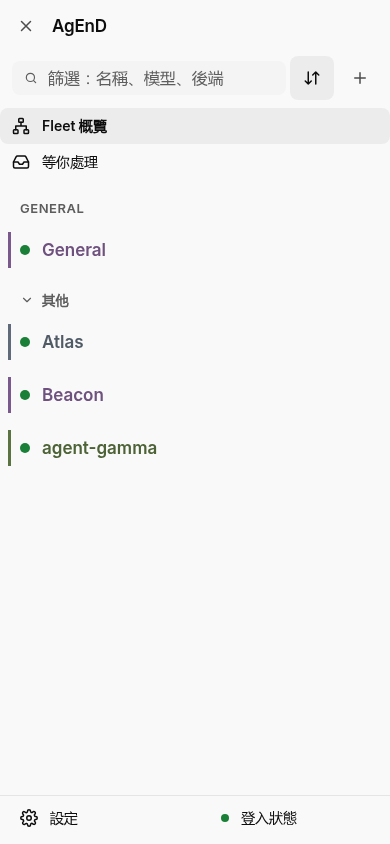 AgEnD
篩選：名稱、模型、後端
Fleet 概覽
等你處理
GENERAL
General
其他
Atlas
Beacon
agent-gamma
設定
登入狀態